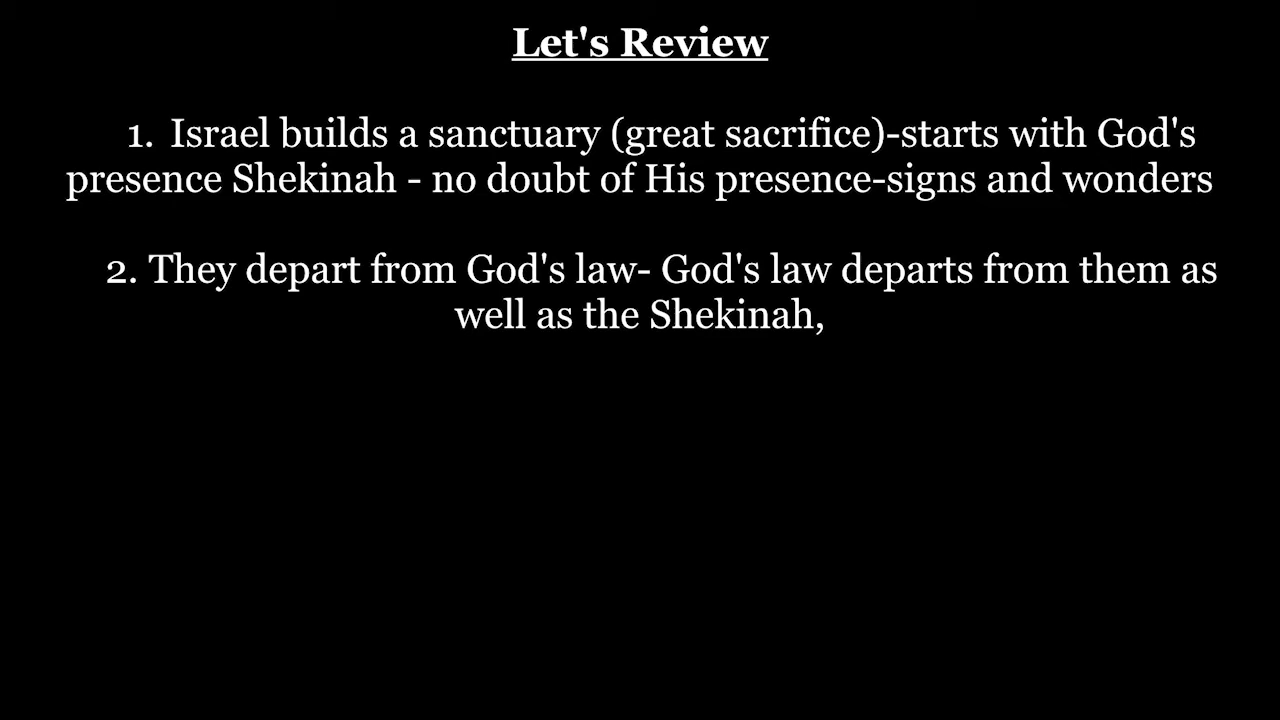 Let's Review
1. Israel builds a sanctuary (great sacrifice)-starts with God's
presence Shekinah - no doubt of His presence-signs and wonders
2. They depart from God's law- God's law departs from them as
well as the Shekinah,